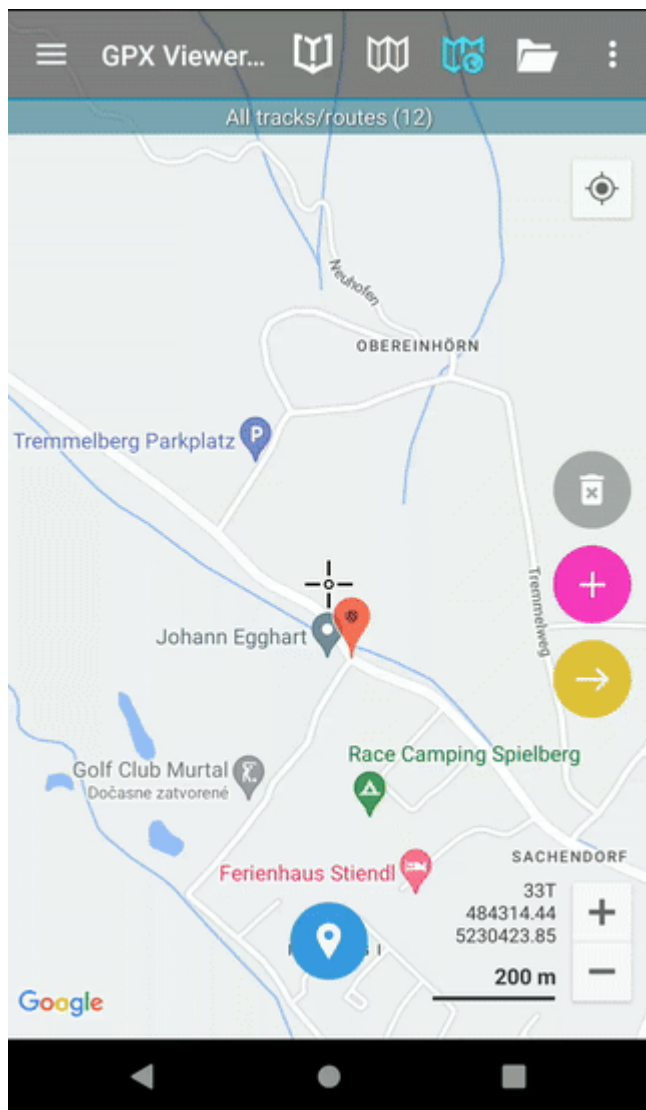 GPX Viewer...
All tracks/routes (12)
Neuhofen
OBEREINHÖRN
Tremmelberg Parkplatz
P
Tremmelweg
Johann Egghart
Race Camping Spielberg
Golf Club Murtal
Dočasne zatvorené
Ferienhaus Stiendl
SACHENDORF
33T
484314.44
5230423.85
200 m
Google